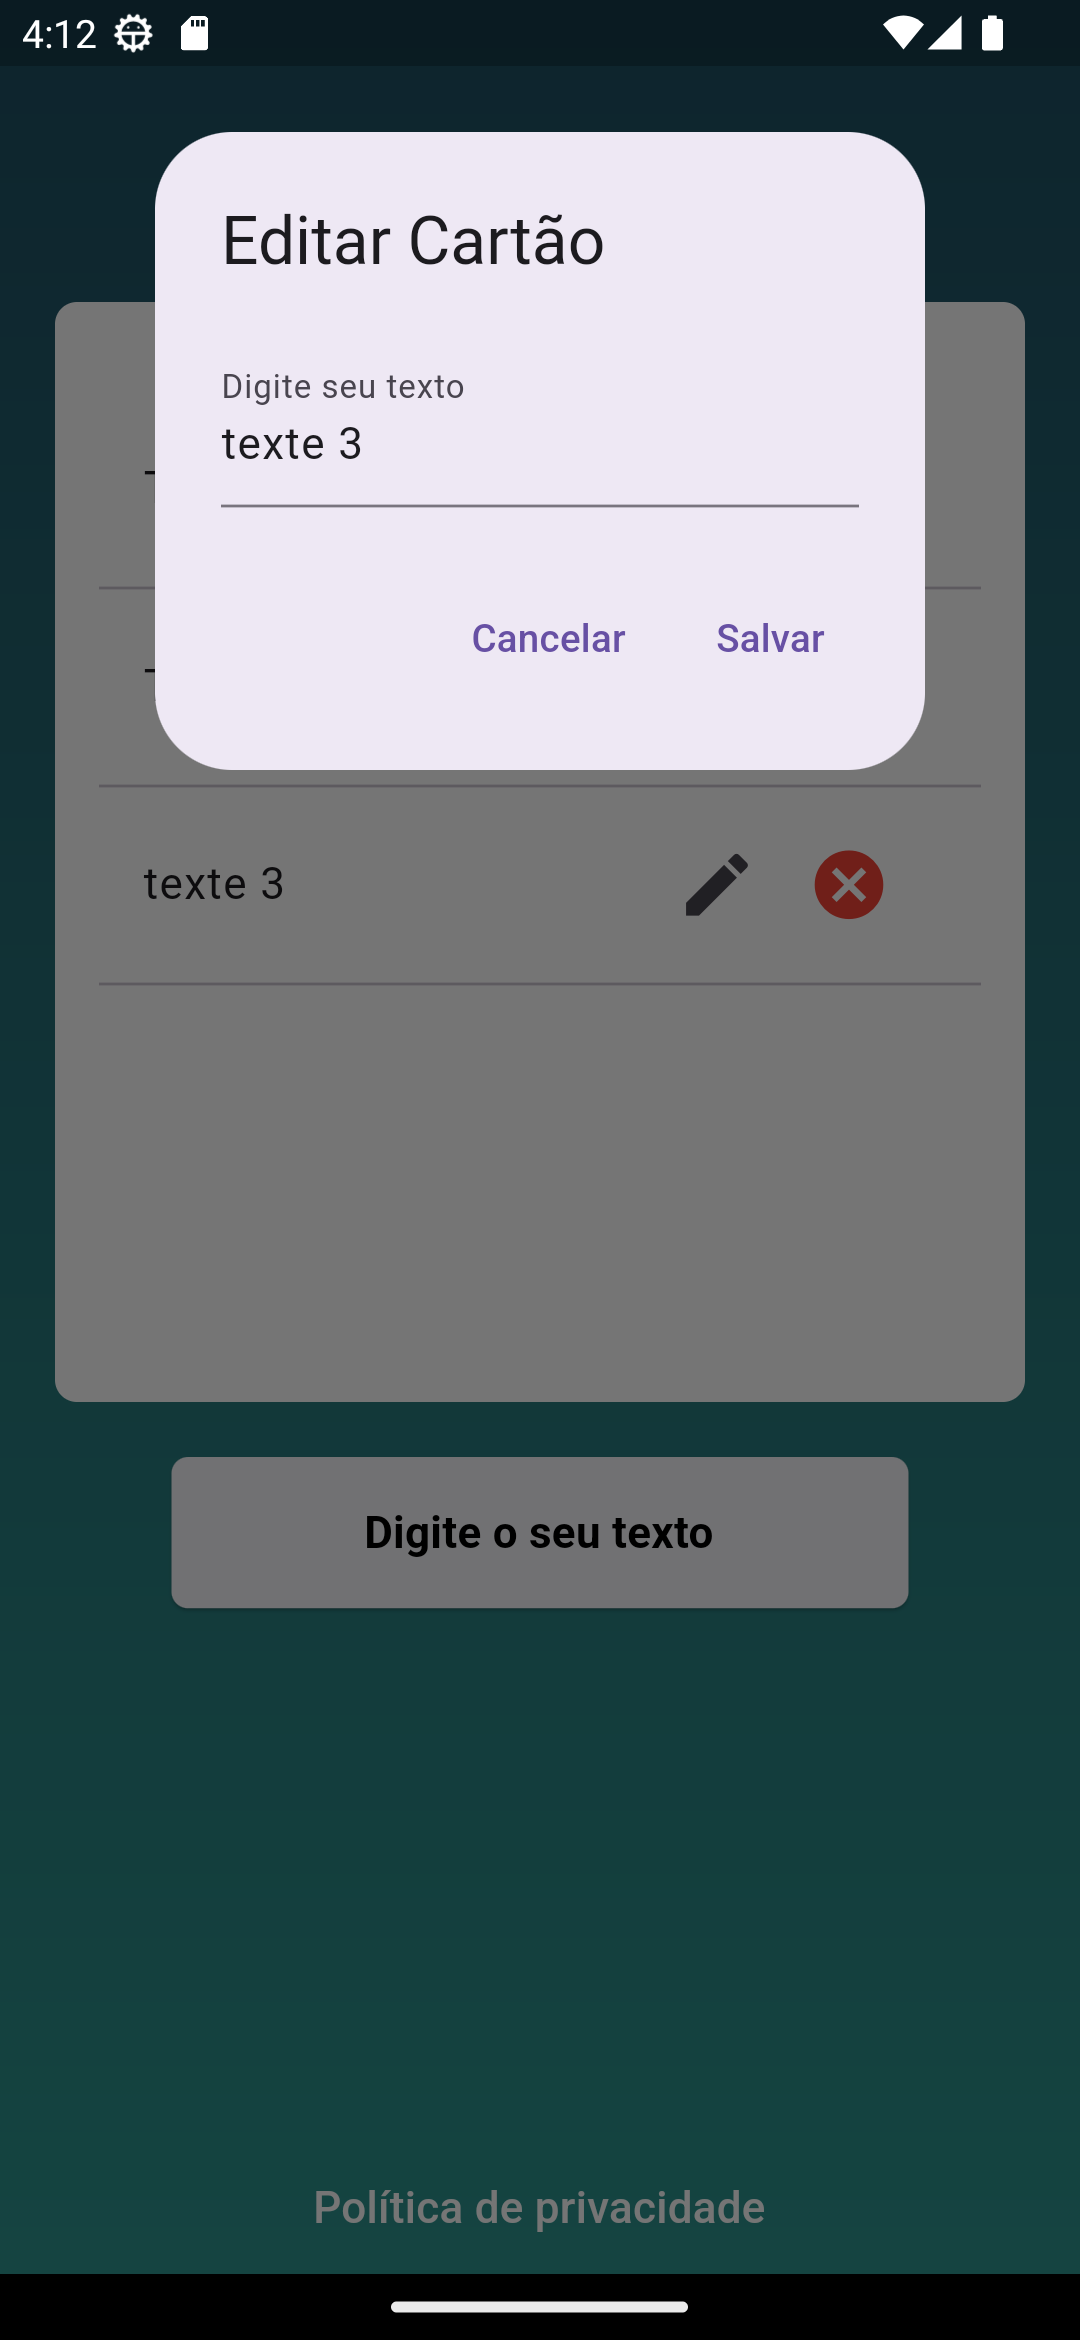 4:12
Editar Cartão
Digite seu texto
texte 3
Cancelar Salvar
texte 3
Digite o seu texto
Política de privacidade